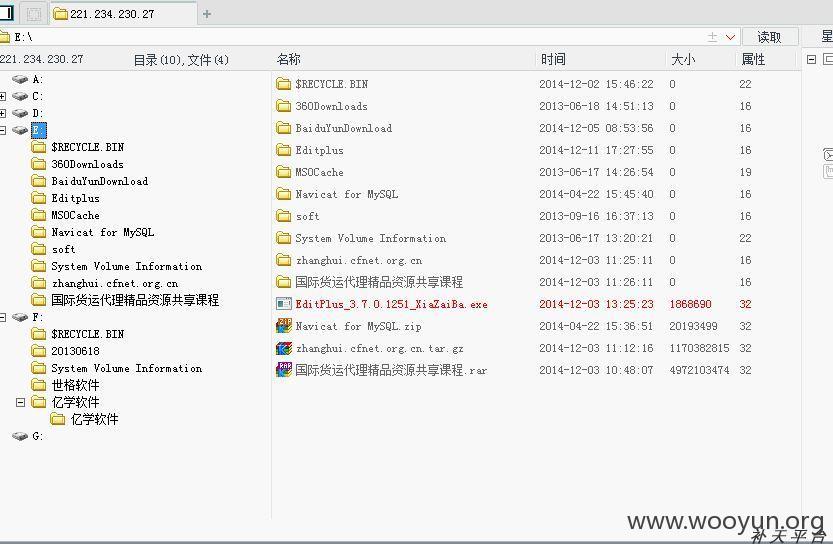 221.234.230.27
E:\
读取
星
221.234.230.27
目录(10),文件(4)
A:
C:
D:
E:
$RECYCLE.BIN
360Downloads
BaiduYunDownload
Editplus
MSOCache
Navicat for MySQL
soft
System Volume Information
zhanghui.cfnet.org.cn
国际货运代理精品资源共享课程
F:
$RECYCLE.BIN
20130618
System Volume Information
世格软件
亿学软件
亿学软件
G:
名称 时间 大小 属性
$RECYCLE.BIN 2014-12-02 15:46:22 0 22
360Downloads 2013-06-18 14:51:13 0 16
BaiduYunDownload 2014-12-05 08:53:56 0 16
Editplus 2014-12-11 17:27:55 0 16
MSOCache 2013-06-17 14:26:54 0 19
Navicat for MySQL 2014-04-22 15:45:40 0 16
soft 2013-09-16 16:37:13 0 16
System Volume Information 2013-06-17 13:20:21 0 22
zhanghui.cfnet.org.cn 2014-12-03 11:25:11 0 16
国际货运代理精品资源共享课程 2014-12-03 11:26:11 0 16
EditPlus_3.7.0.1251_XiaZaiBa.exe 2014-12-03 13:25:23 1868690 32
Navicat for MySQL.zip 2014-04-22 15:36:51 20193499 32
zhanghui.cfnet.org.cn.tar.gz 2014-12-03 11:12:16 1170382815 32
国际货运代理精品资源共享课程.rar 2014-12-03 10:48:07 4972103474 32
www.wooyun.org
补天平台